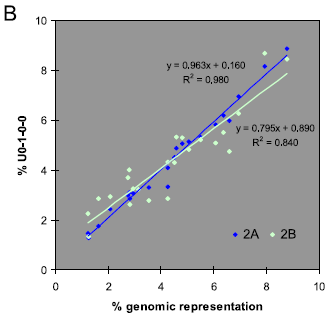 B
10
y = 0.963x + 0.160
R² = 0.980
8
y = 0.795x + 0.890
R² = 0.840
6
% U0-1-0-0
4
2
2A 2B
0
0 2 4 6 8 10
% genomic representation